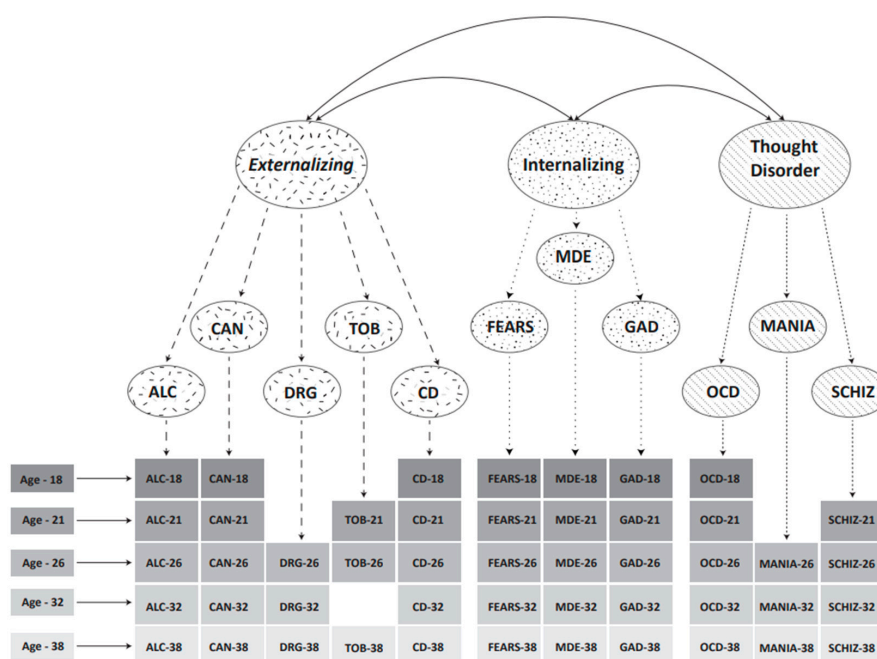 Externalizing
Internalizing
Thought
Disorder
MDE
CAN
TOB
FEARS
GAD
MANIA
ALC
DRG
CD
OCD
SCHIZ
Age - 18 ALC-18 CAN-18 CD-18 FEARS-18 MDE-18 GAD-18 OCD-18
Age - 21 ALC-21 CAN-21 TOB-21 CD-21 FEARS-21 MDE-21 GAD-21 OCD-21 SCHIZ-21
Age - 26 ALC-26 CAN-26 DRG-26 TOB-26 CD-26 FEARS-26 MDE-26 GAD-26 OCD-26 MANIA-26 SCHIZ-26
Age - 32 ALC-32 CAN-32 DRG-32 CD-32 FEARS-32 MDE-32 GAD-32 OCD-32 MANIA-32 SCHIZ-32
Age - 38 ALC-38 CAN-38 DRG-38 TOB-38 CD-38 FEARS-38 MDE-38 GAD-38 OCD-38 MANIA-38 SCHIZ-38